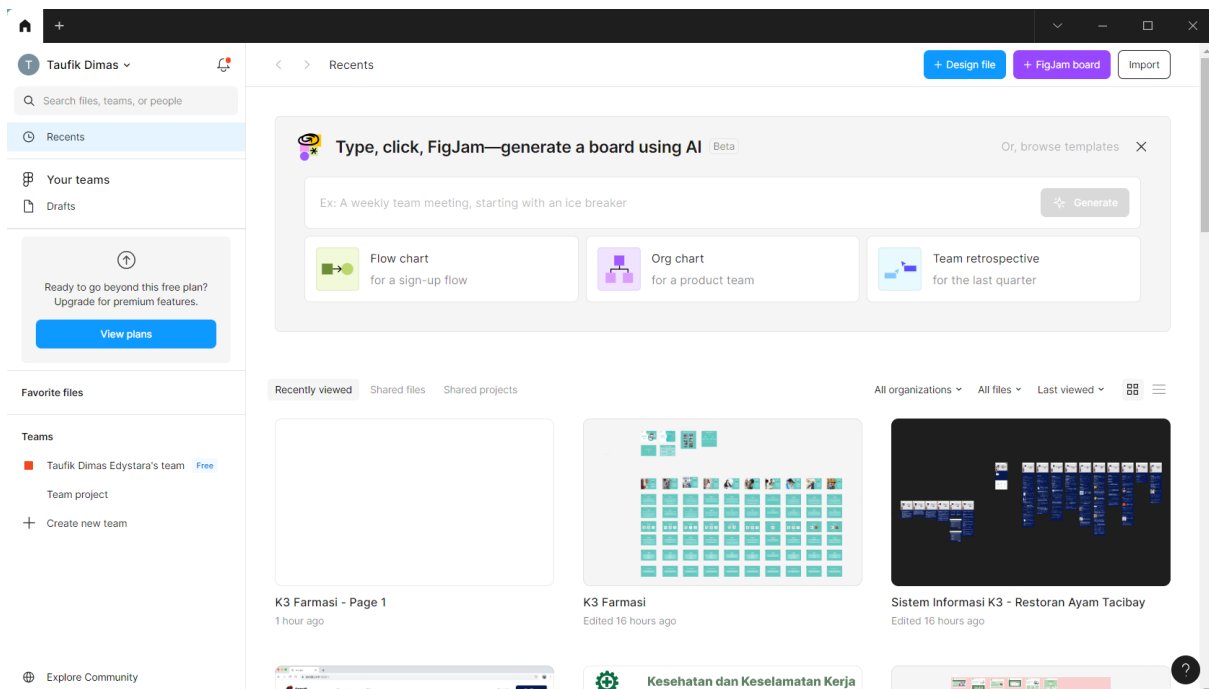 T
Taufik Dimas
Recents
+ Design file
+ FigJam board
Import
Search files, teams, or people
Recents
Your teams
Drafts
Ready to go beyond this free plan?
Upgrade for premium features.
View plans
Favorite files
Teams
Taufik Dimas Edystara's team Free
Team project
Create new team
Explore Community
Type, click, FigJam—generate a board using AI Beta
Or, browse templates
Ex: A weekly team meeting, starting with an ice breaker
Generate
Flow chart
for a sign-up flow
Org chart
for a product team
Team retrospective
for the last quarter
Recently viewed
Shared files
Shared projects
All organizations
All files
Last viewed
K3 Farmasi - Page 1
1 hour ago
K3 Farmasi
Edited 16 hours ago
Sistem Informasi K3 - Restoran Ayam Tacibay
Edited 16 hours ago
Kesehatan dan Keselamatan Kerja
?